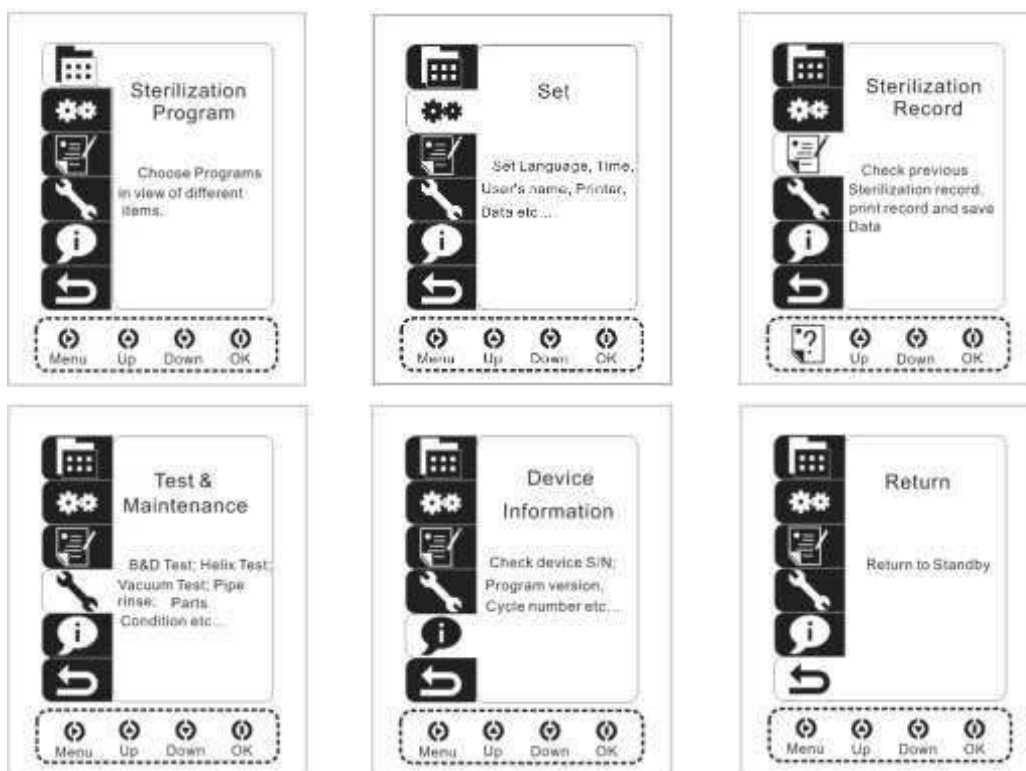 Sterilization
Program
Choose Programs
in view of different
items.
Menu Up Down OK
Set
Set Language, Time,
User's name, Printer,
Data etc...
Menu Up Down OK
Sterilization
Record
Check previous
Sterilization record,
print record and save
Data
? Up Down OK
Test &
Maintenance
B&D Test; Helix Test;
Vacuum Test; Pipe
rinse; Parts
Condition etc...
Menu Up Down OK
Device
Information
Check device S/N;
Program version,
Cycle number etc...
Menu Up Down OK
Return
Return to Standby
Menu Up Down OK